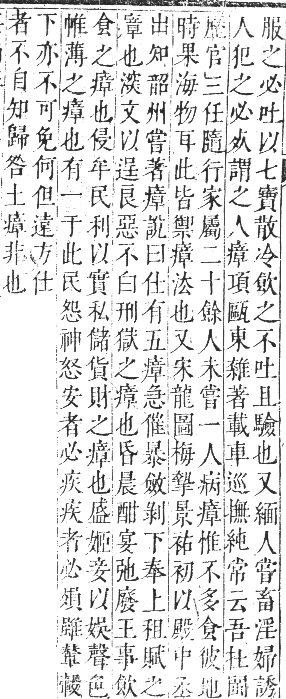 服之必吐以七寶散冷飲之不吐且驗也又緬人嘗畜淫婦誘
人犯之必死謂之人瘴項甌東雜著載車巡撫純常云吾
歷官三任隨行家屬二十餘人未嘗一人病瘴惟不多食彼地
時果海物耳此皆禦瘴法也又宋龍圖梅摯景祐初以殿中丞
出知韶州嘗著瘴說曰仕有五瘴急催暴斂剝下奉上租賦之
瘴也深文以逞良惡不白刑獄之瘴也昏晨酣宴弛廢王事飲
食之瘴也侵牟民利以實私儲貨財之瘴也盛姬妾以娛聲色
帷薄之瘴也有一于此民怨神怒安者必疾疾者必殞雖輦轂
下亦不可免何但遠方仕
者不自知歸咎土瘴非也